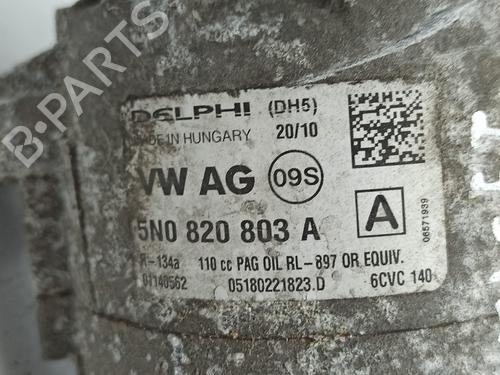 DELPHI (DH5)
MADE IN HUNGARY 20/10
VW AG 09S
5N0 820 803 A A
R-134a 110 cc PAG OIL RL-897 OR EQUIV.
01140562 05180221823.D 6CVC 140
06571939